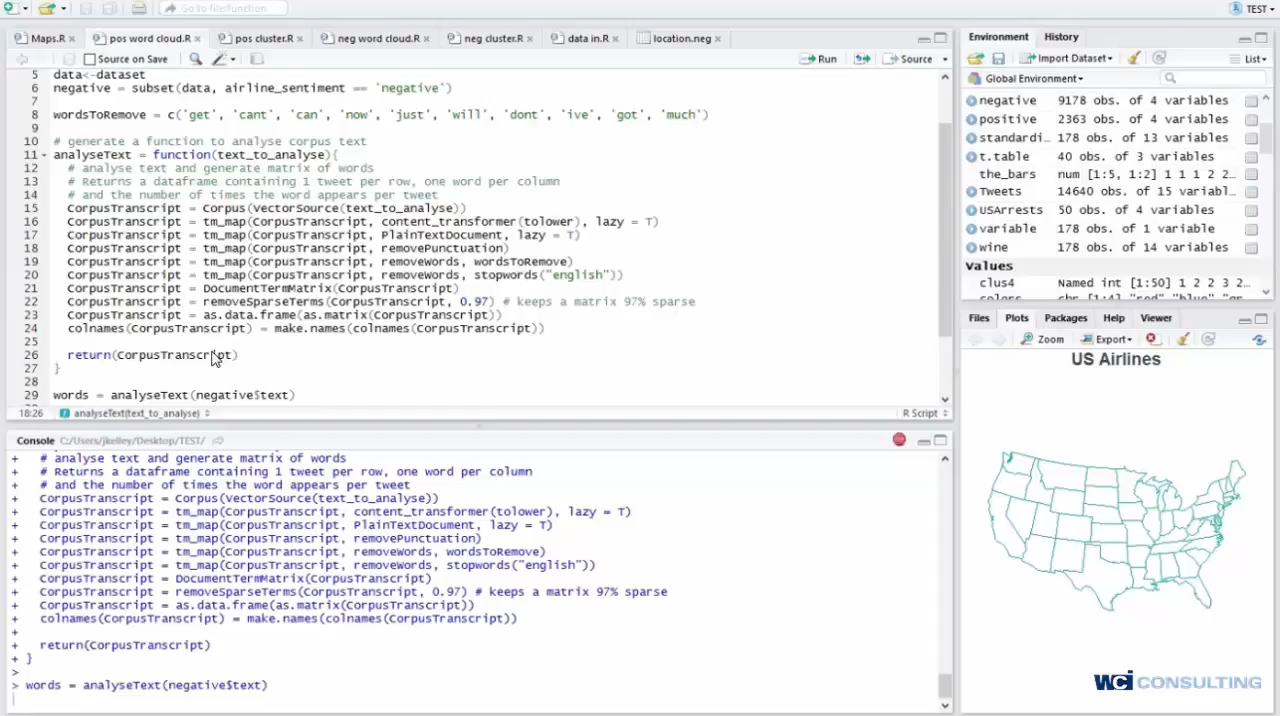 Go to file/function
TEST
Maps.R
pos word cloud.R
pos cluster.R
neg word cloud.R
neg cluster.R
data in.R
location.neg
Source on Save
Run
Source
5 data<-dataset
6 negative = subset(data, airline_sentiment == 'negative')
7
8 wordsToRemove = c('get', 'cant', 'can', 'now', 'just', 'will', 'dont', 'ive', 'got', 'much')
9
10 # generate a function to analyse corpus text
11 analyseText = function(text_to_analyse){
12 # analyse text and generate matrix of words
13 # Returns a dataframe containing 1 tweet per row, one word per column
14 # and the number of times the word appears per tweet
15 CorpusTranscript = Corpus(VectorSource(text_to_analyse))
16 CorpusTranscript = tm_map(CorpusTranscript, content_transformer(tolower), lazy = T)
17 CorpusTranscript = tm_map(CorpusTranscript, PlainTextDocument, lazy = T)
18 CorpusTranscript = tm_map(CorpusTranscript, removePunctuation)
19 CorpusTranscript = tm_map(CorpusTranscript, removeWords, wordsToRemove)
20 CorpusTranscript = tm_map(CorpusTranscript, removeWords, stopwords("english"))
21 CorpusTranscript = DocumentTermMatrix(CorpusTranscript)
22 CorpusTranscript = removeSparseTerms(CorpusTranscript, 0.97) # keeps a matrix 97% sparse
23 CorpusTranscript = as.data.frame(as.matrix(CorpusTranscript))
24 colnames(CorpusTranscript) = make.names(colnames(CorpusTranscript))
25
26 return(CorpusTranscript)
27 }
28
29 words = analyseText(negative$text)
18:26 analyseText(text_to_analyse) R Script
Console C:/Users/jkelley/Desktop/TEST/
+ # analyse text and generate matrix of words
+ # Returns a dataframe containing 1 tweet per row, one word per column
+ # and the number of times the word appears per tweet
+ CorpusTranscript = Corpus(VectorSource(text_to_analyse))
+ CorpusTranscript = tm_map(CorpusTranscript, content_transformer(tolower), lazy = T)
+ CorpusTranscript = tm_map(CorpusTranscript, PlainTextDocument, lazy = T)
+ CorpusTranscript = tm_map(CorpusTranscript, removePunctuation)
+ CorpusTranscript = tm_map(CorpusTranscript, removeWords, wordsToRemove)
+ CorpusTranscript = tm_map(CorpusTranscript, removeWords, stopwords("english"))
+ CorpusTranscript = DocumentTermMatrix(CorpusTranscript)
+ CorpusTranscript = removeSparseTerms(CorpusTranscript, 0.97) # keeps a matrix 97% sparse
+ CorpusTranscript = as.data.frame(as.matrix(CorpusTranscript))
+ colnames(CorpusTranscript) = make.names(colnames(CorpusTranscript))
+
+ return(CorpusTranscript)
+ }
>
> words = analyseText(negative$text)
Environment History
Import Dataset List
Global Environment
negative 9178 obs. of 4 variables
positive 2363 obs. of 4 variables
standardi… 178 obs. of 13 variables
t.table 40 obs. of 3 variables
the_bars num [1:5, 1:2] 1 1 1 2 2…
Tweets 14640 obs. of 15 variabl…
USArrests 50 obs. of 4 variables
variable 178 obs. of 1 variable
wine 178 obs. of 14 variables
Values
clus4 Named int [1:50] 1 2 2 3 2
Files Plots Packages Help Viewer
Zoom Export
US Airlines
WCI CONSULTING